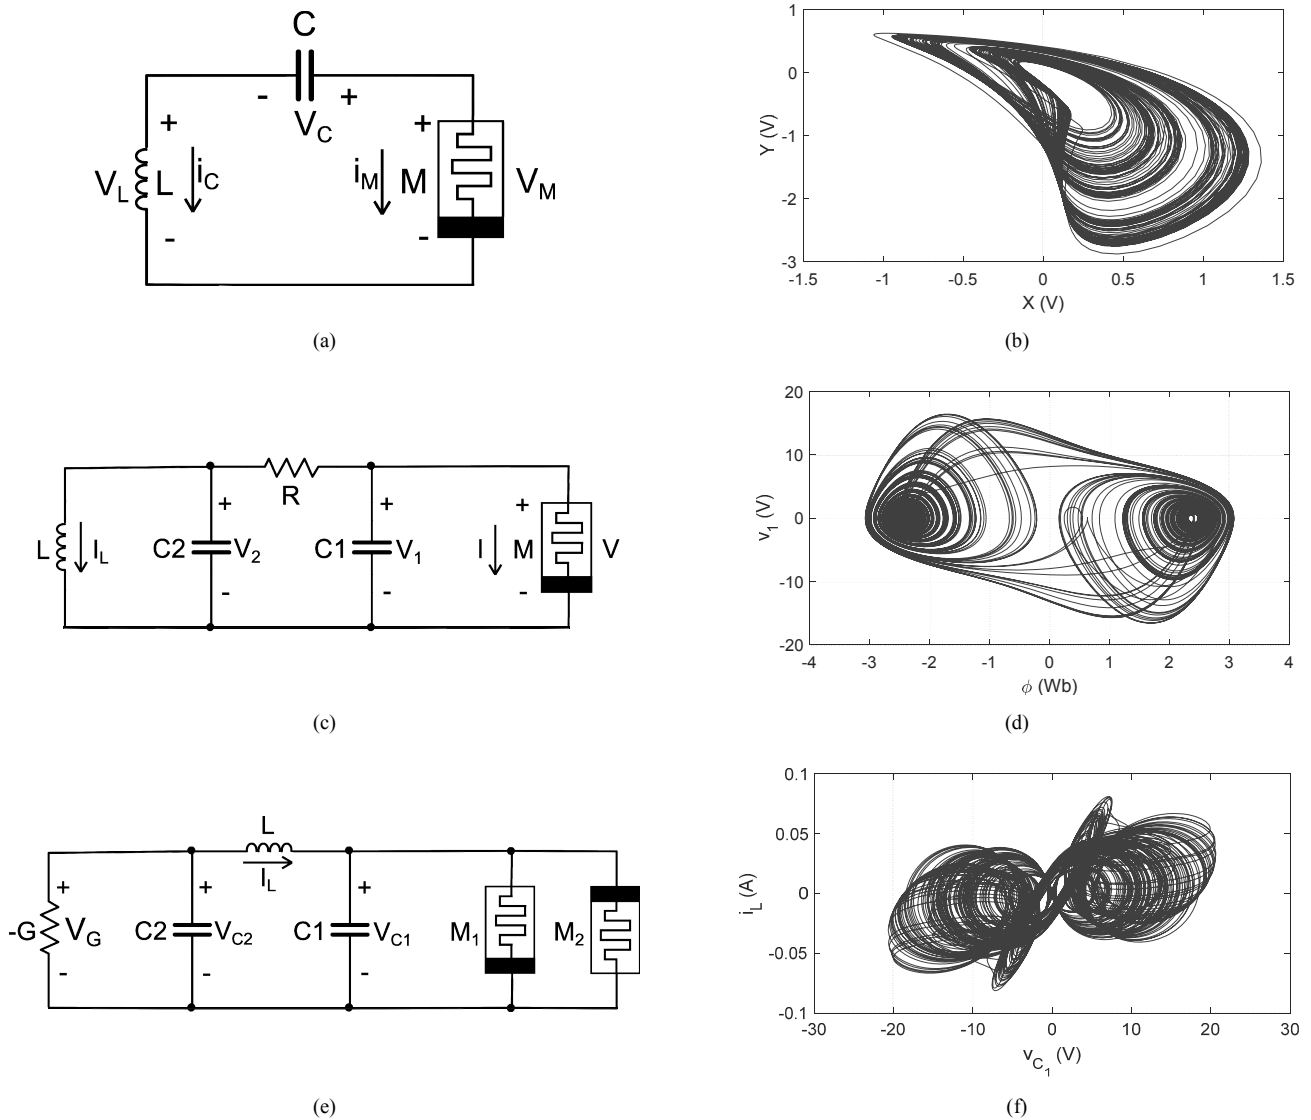 C
- +
V_C
+
V_L L i_C
-
+
i_M M V_M
-
(a)
1
0
-1
-2
-3
Y (V)
-1.5 -1 -0.5 0 0.5 1 1.5
X (V)
(b)
R
L I_L
+
C2 V_2
-
+
C1 V_1
-
+
I M V
-
(c)
20
10
0
-10
-20
v_1 (V)
-4 -3 -2 -1 0 1 2 3 4
ϕ (Wb)
(d)
L
I_L
+
-G V_G
-
+
C2 V_C2
-
+
C1 V_C1
-
M_1 M_2
(e)
0.1
0.05
0
-0.05
-0.1
i_L (A)
-30 -20 -10 0 10 20 30
v_C_1 (V)
(f)